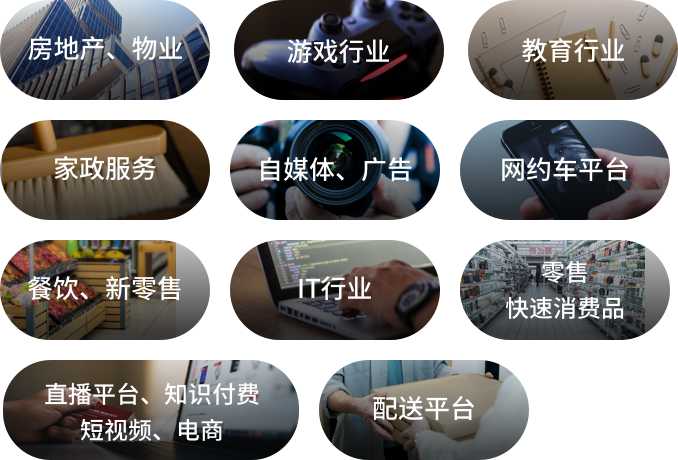 房地产、物业
游戏行业
教育行业
家政服务
自媒体、广告
网约车平台
餐饮、新零售
IT行业
零售
快速消费品
直播平台、知识付费
短视频、电商
配送平台